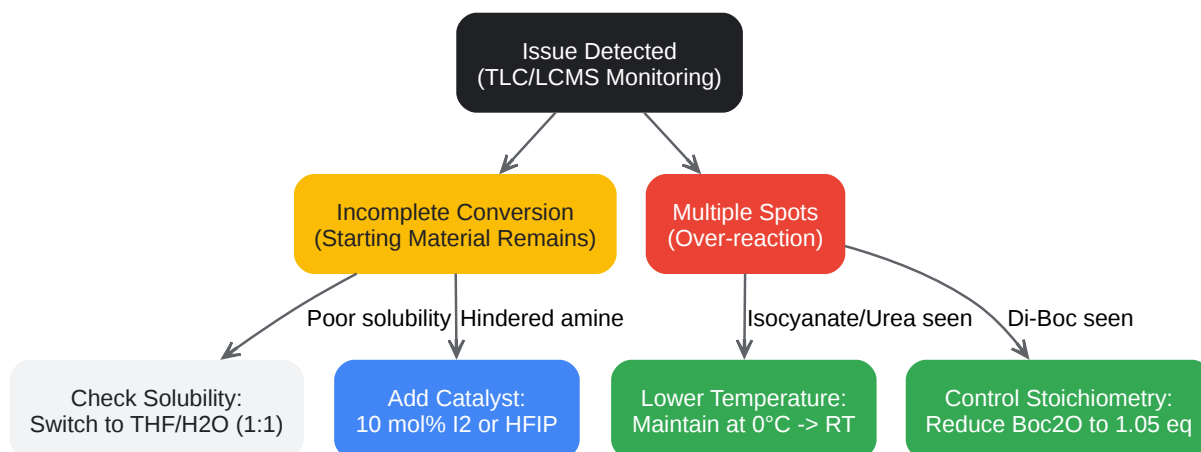 Issue Detected
(TLC/LCMS Monitoring)
Incomplete Conversion
(Starting Material Remains)
Multiple Spots
(Over-reaction)
Poor solubility
Hindered amine
Isocyanate/Urea seen
Di-Boc seen
Check Solubility:
Switch to THF/H2O (1:1)
Add Catalyst:
10 mol% I2 or HFIP
Lower Temperature:
Maintain at 0°C -> RT
Control Stoichiometry:
Reduce Boc2O to 1.05 eq